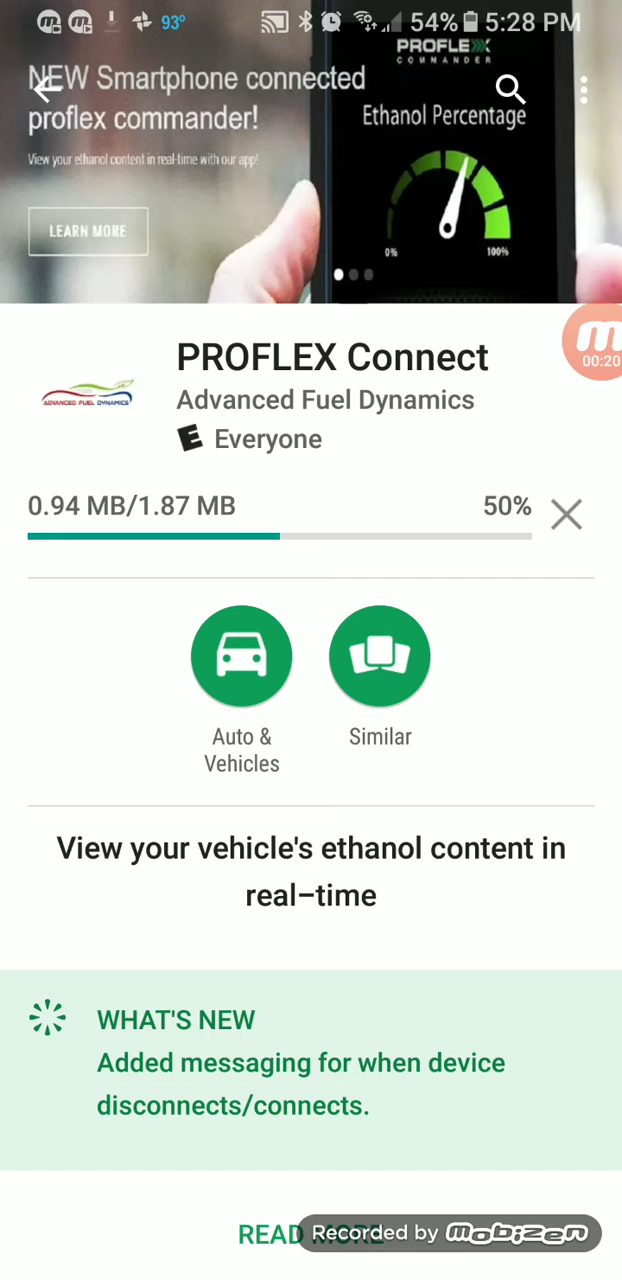 93° 54% 5:28 PM
PROFLEX
COMMANDER
NEW Smartphone connected
proflex commander!
Ethanol Percentage
View your ethanol content in real-time with our app!
LEARN MORE
0% 100%
PROFLEX Connect
00:20
ADVANCED FUEL DYNAMICS
Advanced Fuel Dynamics
E Everyone
0.94 MB/1.87 MB 50%
Auto &
Vehicles
Similar
View your vehicle's ethanol content in
real-time
WHAT'S NEW
Added messaging for when device
disconnects/connects.
READ MORE
Recorded by mobizen